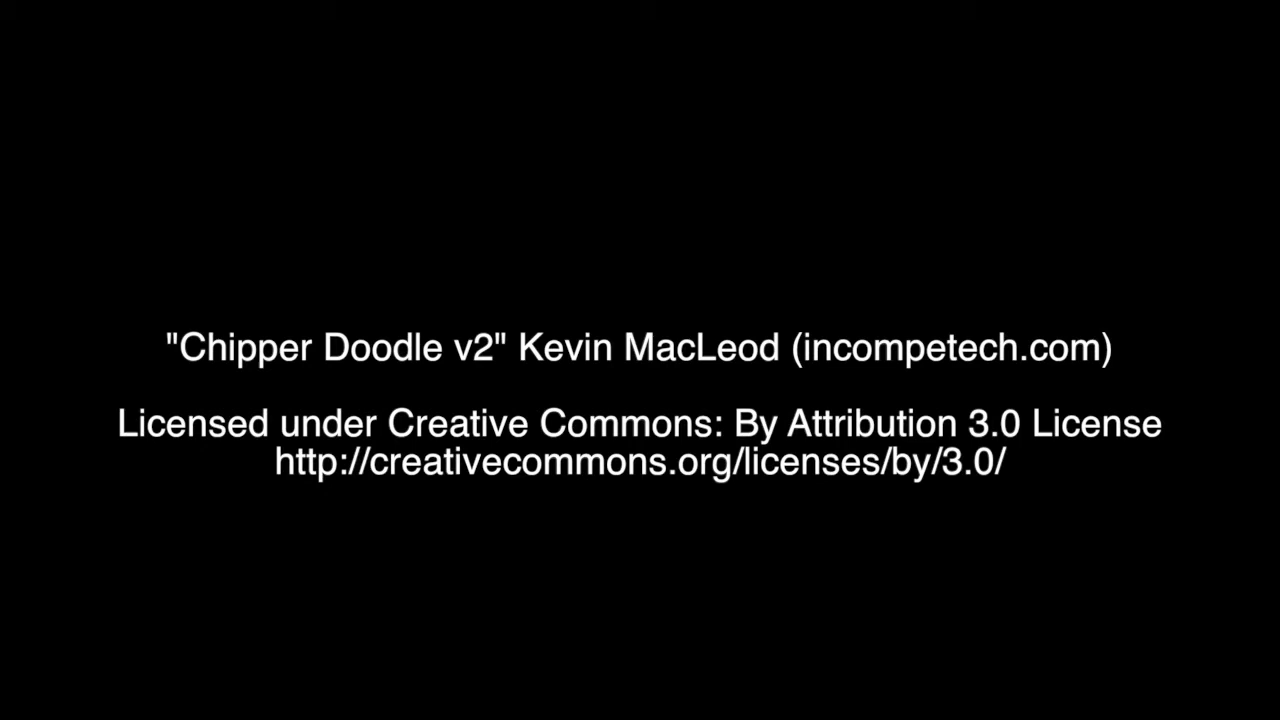 "Chipper Doodle v2" Kevin MacLeod (incompetech.com)
Licensed under Creative Commons: By Attribution 3.0 License
http://creativecommons.org/licenses/by/3.0/